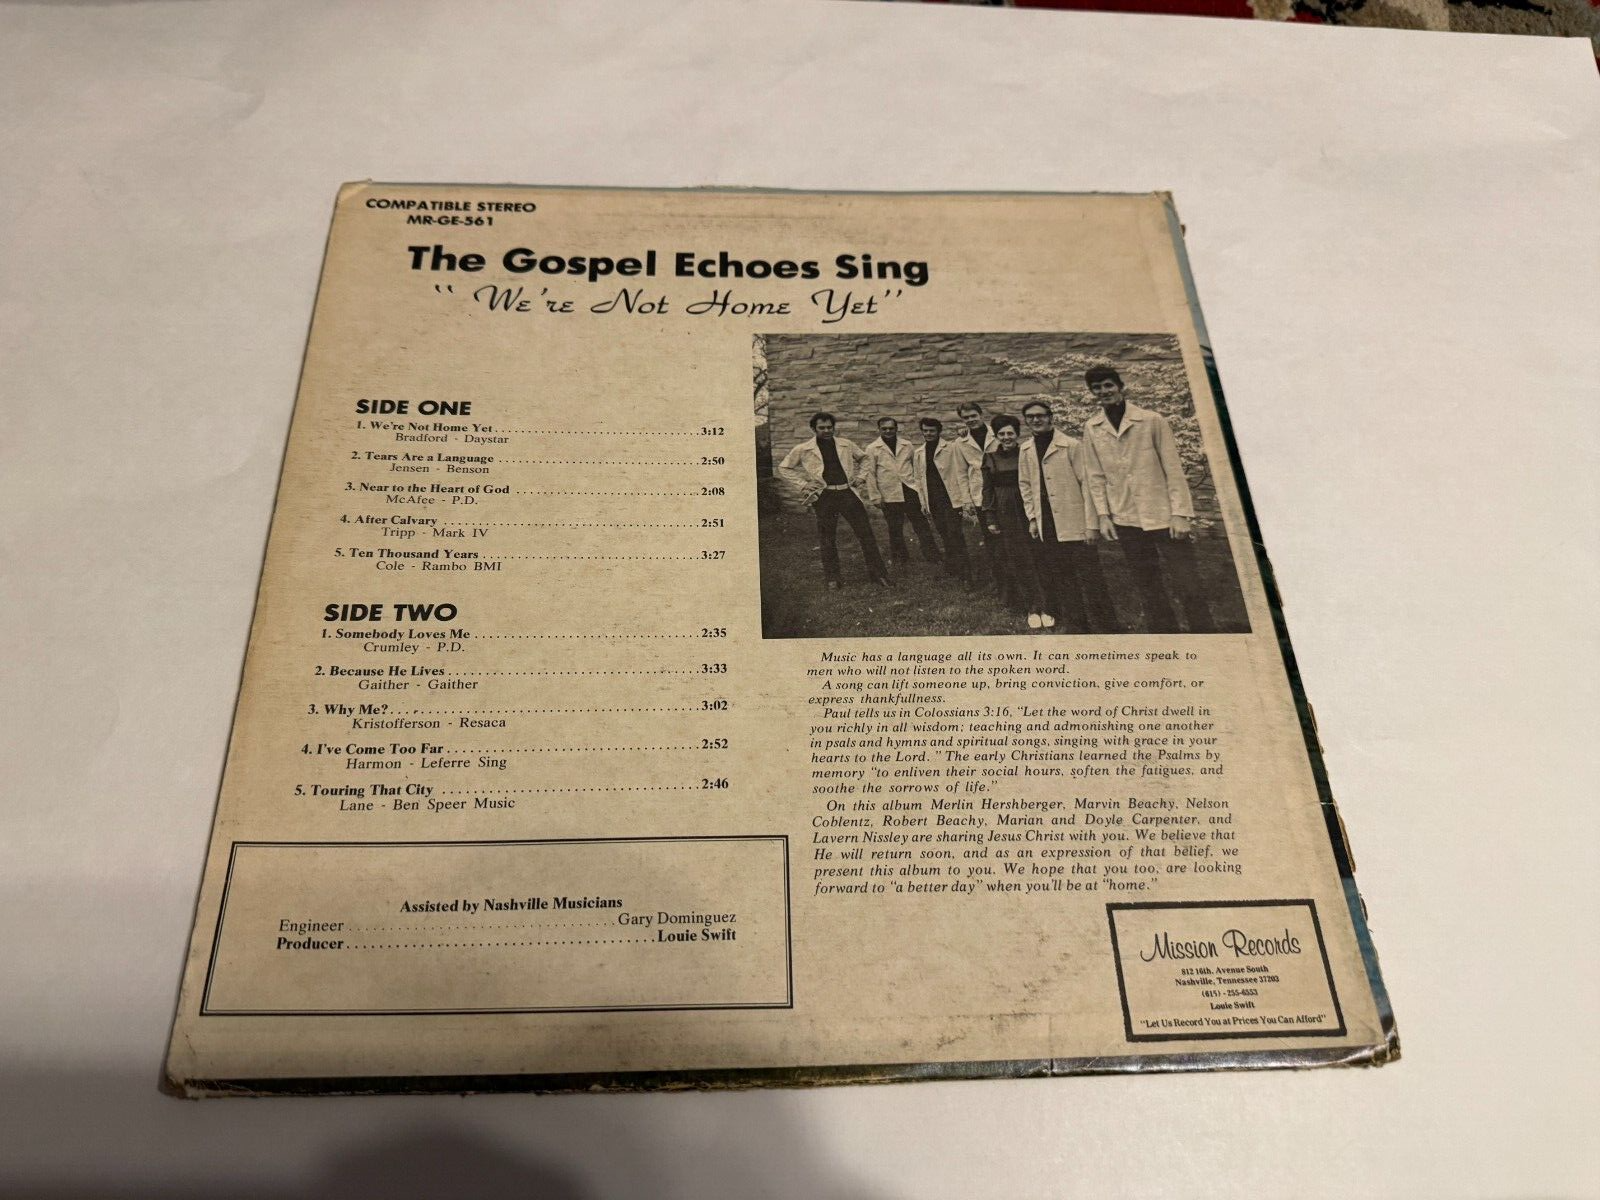 COMPATIBLE STEREO
MR-GE-561
The Gospel Echoes Sing
"We're Not Home Yet"
SIDE ONE
1. We're Not Home Yet.......................3:12
Bradford - Daystar
2. Tears Are a Language.......................2:50
Jensen - Benson
3. Near to the Heart of God.......................2:08
McAfee - P.D.
4. After Calvary.......................2:51
Tripp - Mark IV
5. Ten Thousand Years.......................3:27
Cole - Rambo BMI
SIDE TWO
1. Somebody Loves Me.......................2:35
Crumley - P.D.
2. Because He Lives.......................3:33
Gaither - Gaither
3. Why Me?.......................3:02
Kristofferson - Resaca
4. I've Come Too Far.......................2:52
Harmon - Leferre Sing
5. Touring That City.......................2:46
Lane - Ben Speer Music
Music has a language all its own. It can sometimes speak to
men who will not listen to the spoken word.
A song can lift someone up, bring conviction, give comfort, or
express thankfullness.
Paul tells us in Colossians 3:16, "Let the word of Christ dwell in
you richly in all wisdom; teaching and admonishing one another
in psals and hymns and spiritual songs, singing with grace in your
hearts to the Lord." The early Christians learned the Psalms by
memory "to enliven their social hours, soften the fatigues, and
soothe the sorrows of life."
On this album Merlin Hershberger, Marvin Beachy, Nelson
Coblentz, Robert Beachy, Marian and Doyle Carpenter, and
Lavern Nissley are sharing Jesus Christ with you. We believe that
He will return soon, and as an expression of that belief, we
present this album to you. We hope that you too, are looking
forward to "a better day" when you'll be at "home."
Assisted by Nashville Musicians
Engineer.......................Gary Dominguez
Producer.......................Louie Swift
Mission Records
812 16th. Avenue South
Nashville, Tennessee 37203
(615) - 255-6553
Louie Swift
"Let Us Record You at Prices You Can Afford"